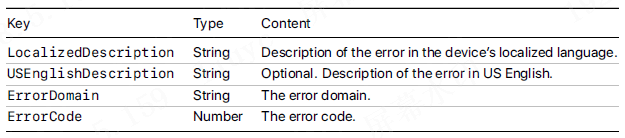 Key Type Content
LocalizedDescription String Description of the error in the device's localized language.
USEnglishDescription String Optional. Description of the error in US English.
ErrorDomain String The error domain.
ErrorCode Number The error code.